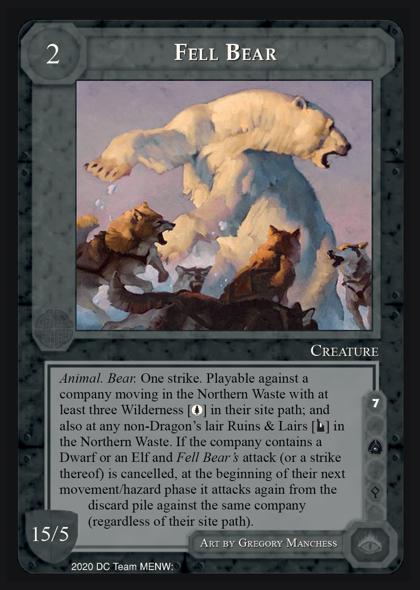 2
FELL BEAR
CREATURE
Animal. Bear. One strike. Playable against a
company moving in the Northern Waste with at
least three Wilderness [] in their site path; and
also at any non-Dragon's lair Ruins & Lairs [] in
the Northern Waste. If the company contains a
Dwarf or an Elf and Fell Bear's attack (or a strike
thereof) is cancelled, at the beginning of their next
movement/hazard phase it attacks again from the
discard pile against the same company
(regardless of their site path).
7
15/5
ART BY GREGORY MANCHESS
2020 DC Team MENW: